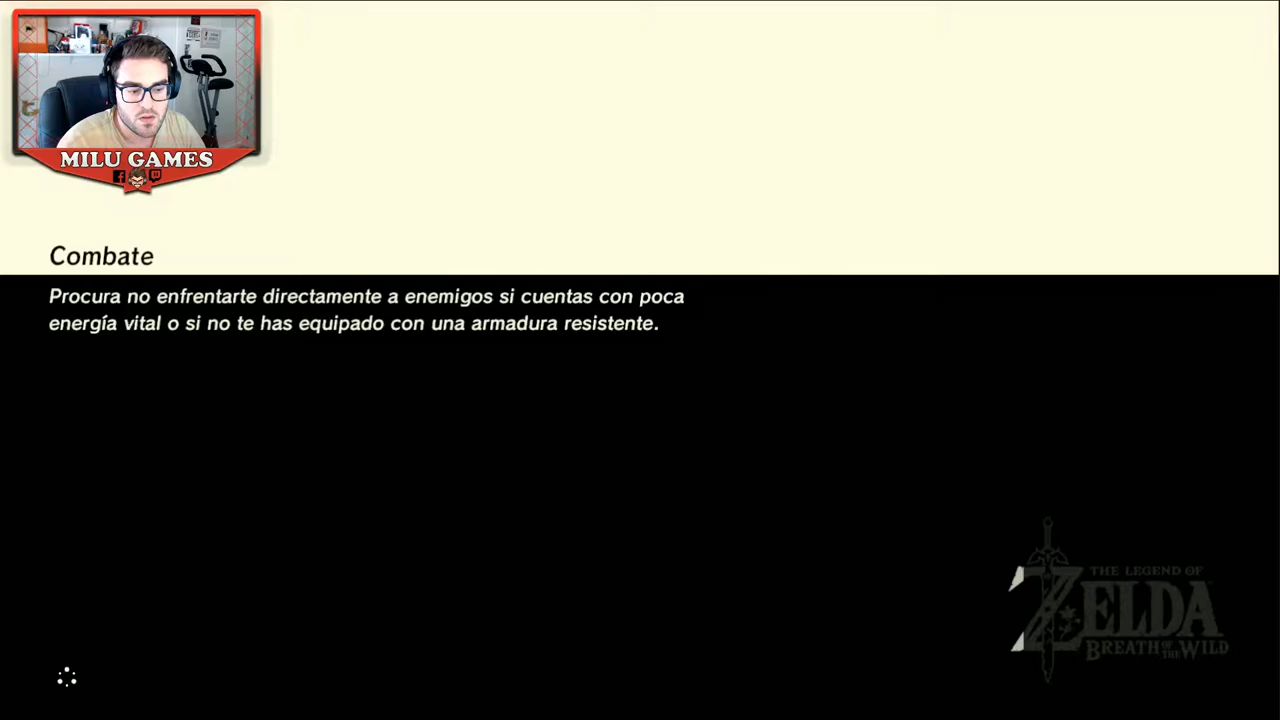 MILU GAMES
Combate
Procura no enfrentarte directamente a enemigos si cuentas con poca
energía vital o si no te has equipado con una armadura resistente.
THE LEGEND OF
ZELDA
BREATH OF THE WILD